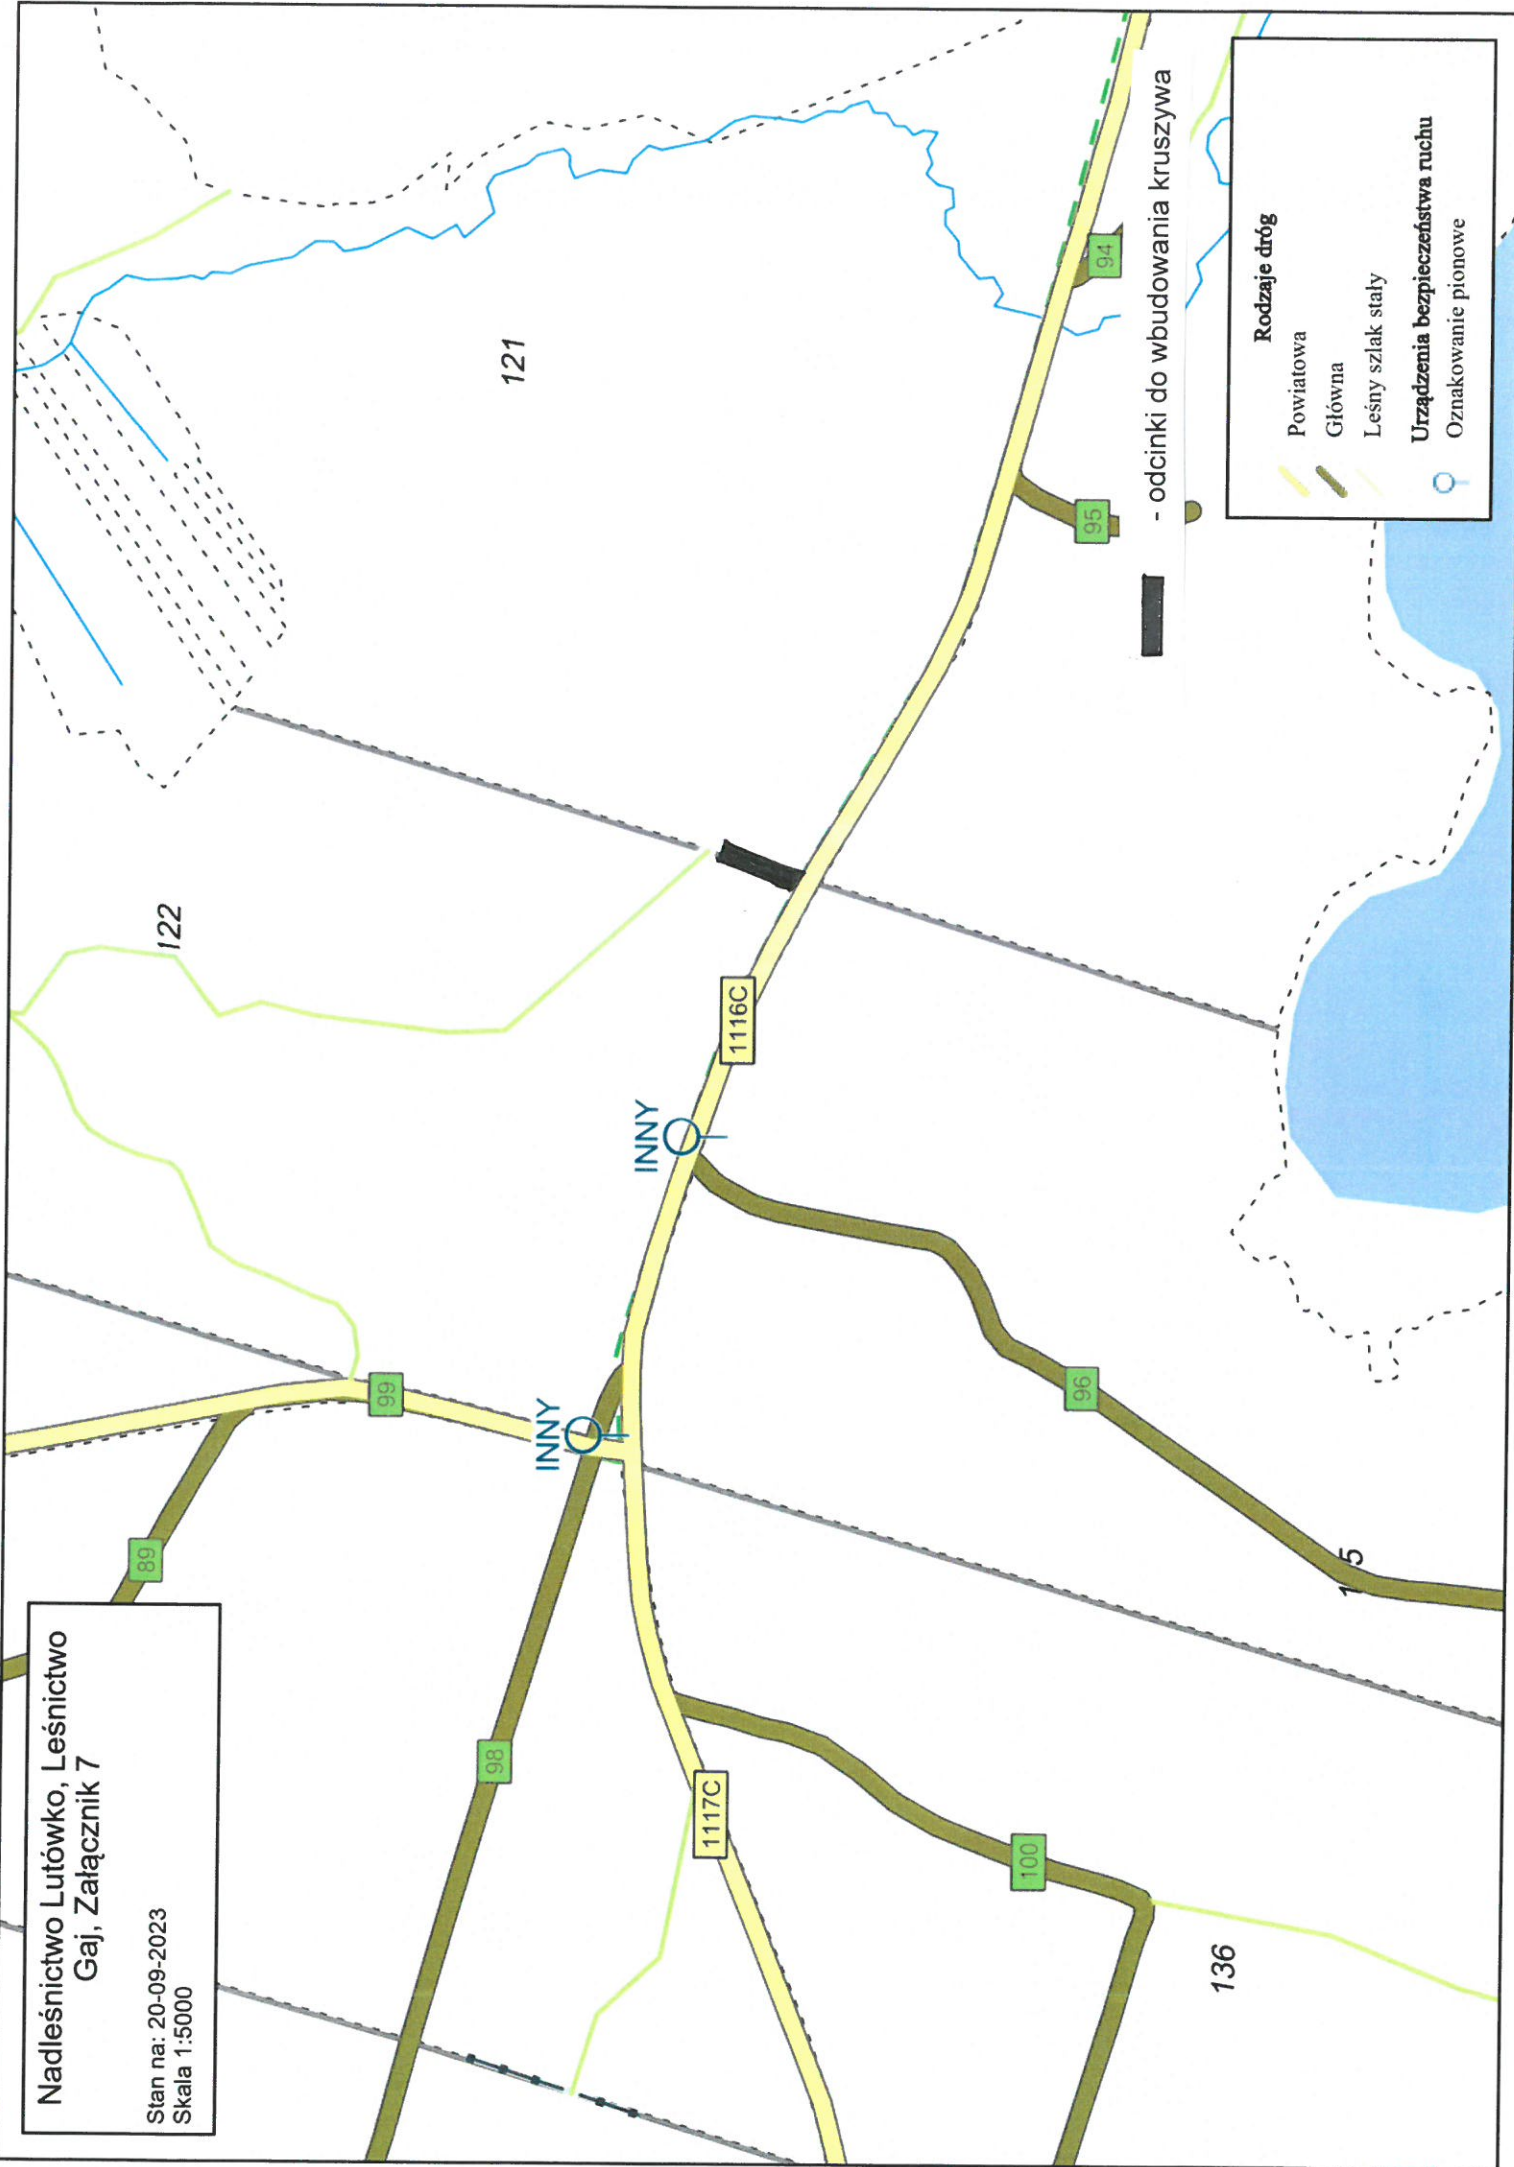 Nadleśnictwo Lutówko, Leśnictwo
Gaj, Załącznik 7
Stan na: 20-09-2023
Skala 1:5000
89
99
122
121
98
INNY
INNY
1116C
1117C
100
136
96
95
94
- odcinki do wbudowania kruszywa
Rodzaje dróg
Powiatowa
Główna
Leśny szlak stały
Urządzenia bezpieczeństwa ruchu
Oznakowanie pionowe